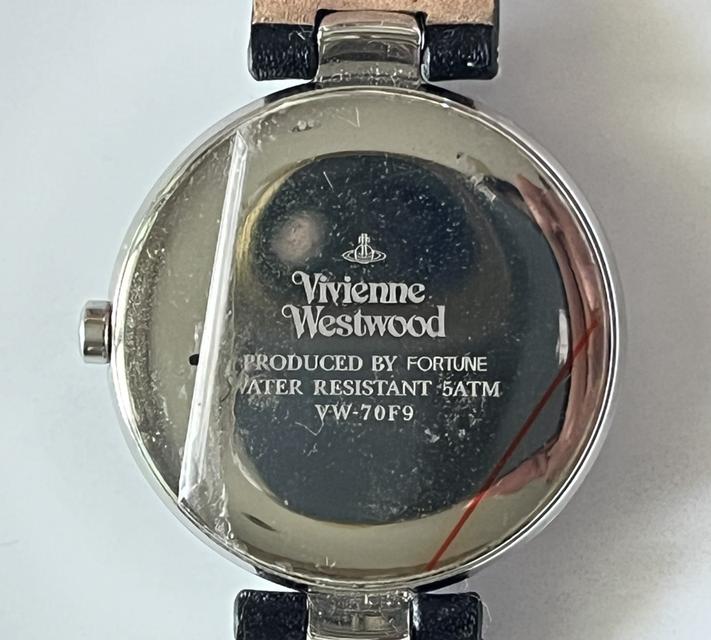 Vivienne
Westwood
PRODUCED BY FORTUNE
WATER RESISTANT 5ATM
VW-70F9